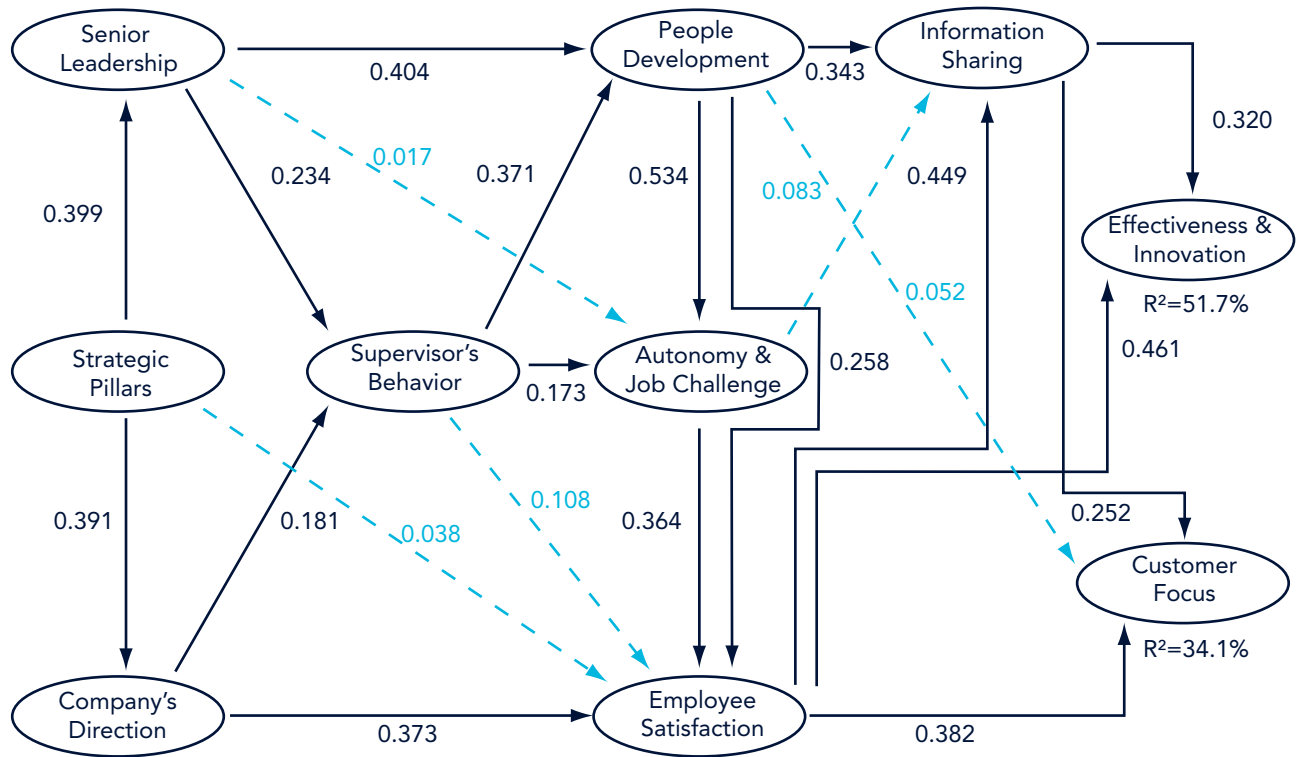 Senior
Leadership
People
Development
Information
Sharing
0.404
0.343
0.320
0.017
0.234
0.371
0.534
0.083
0.449
0.399
Effectiveness &
Innovation
R²=51.7%
0.052
Strategic
Pillars
Supervisor's
Behavior
0.173
Autonomy &
Job Challenge
0.258
0.461
0.391
0.181
0.038
0.108
0.364
0.252
Customer
Focus
R²=34.1%
Company's
Direction
0.373
Employee
Satisfaction
0.382